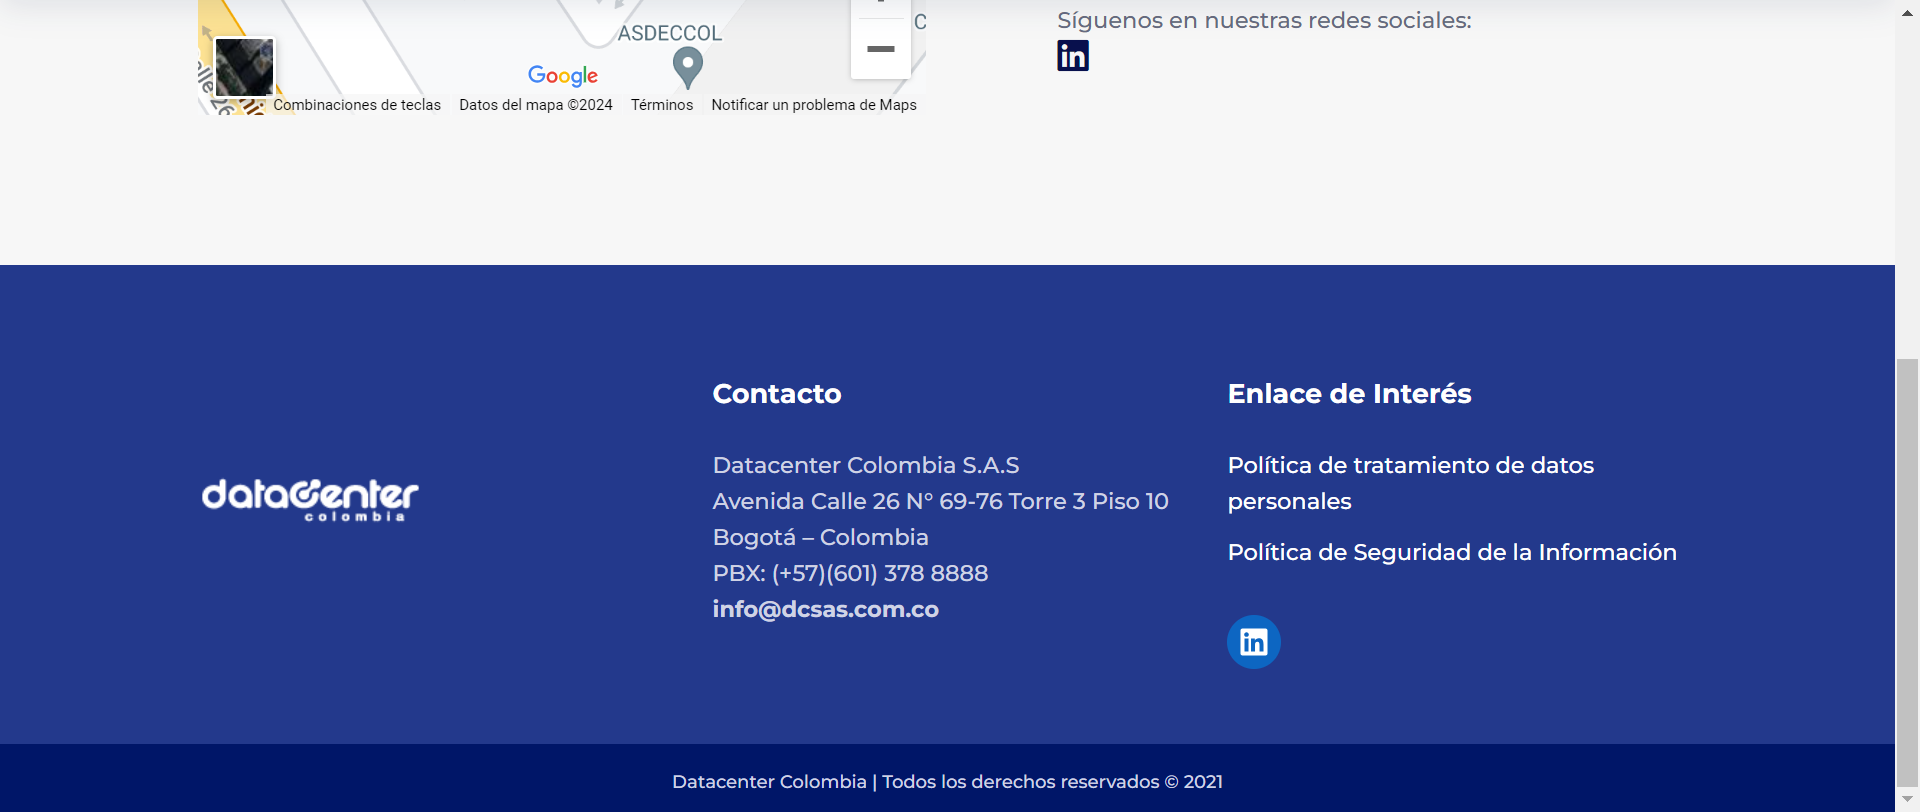 Síguenos en nuestras redes sociales:
in
ASDECCOL
C
Google
Combinaciones de teclas Datos del mapa ©2024 Términos Notificar un problema de Maps
Contacto
Datacenter Colombia S.A.S
Avenida Calle 26 N° 69-76 Torre 3 Piso 10
Bogotá – Colombia
PBX: (+57)(601) 378 8888
info@dcsas.com.co
Enlace de Interés
Política de tratamiento de datos
personales
Política de Seguridad de la Información
in
datacenter
colombia
Datacenter Colombia | Todos los derechos reservados © 2021